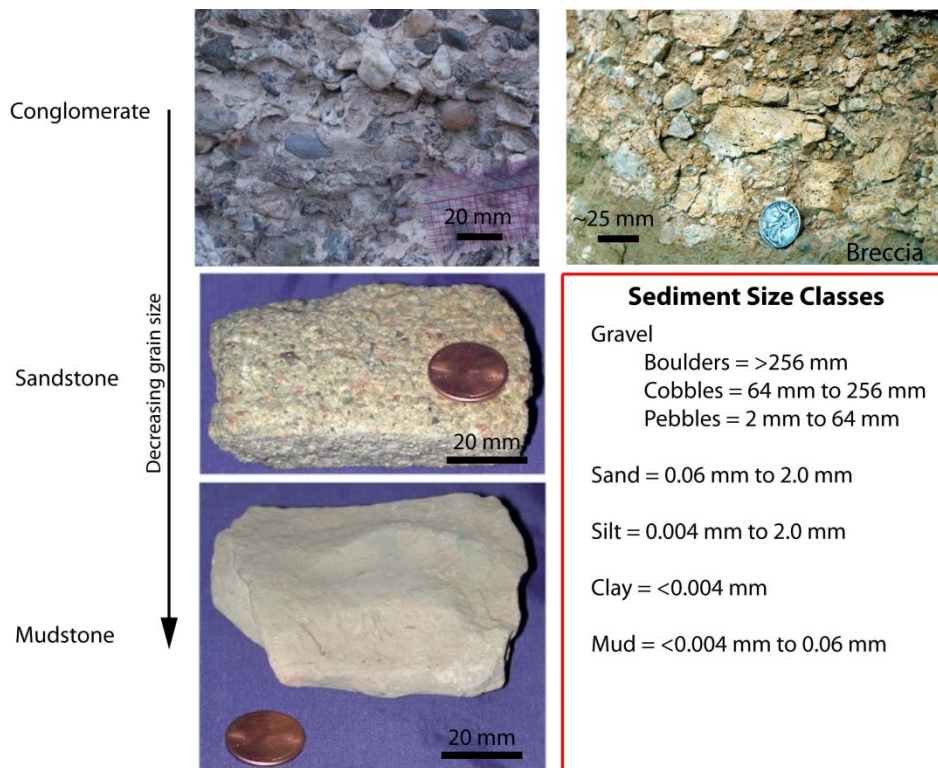 Conglomerate
20 mm
~25 mm
Breccia
Decreasing grain size
Sandstone
20 mm
Mudstone
20 mm
Sediment Size Classes
Gravel
Boulders = >256 mm
Cobbles = 64 mm to 256 mm
Pebbles = 2 mm to 64 mm
Sand = 0.06 mm to 2.0 mm
Silt = 0.004 mm to 2.0 mm
Clay = <0.004 mm
Mud = <0.004 mm to 0.06 mm